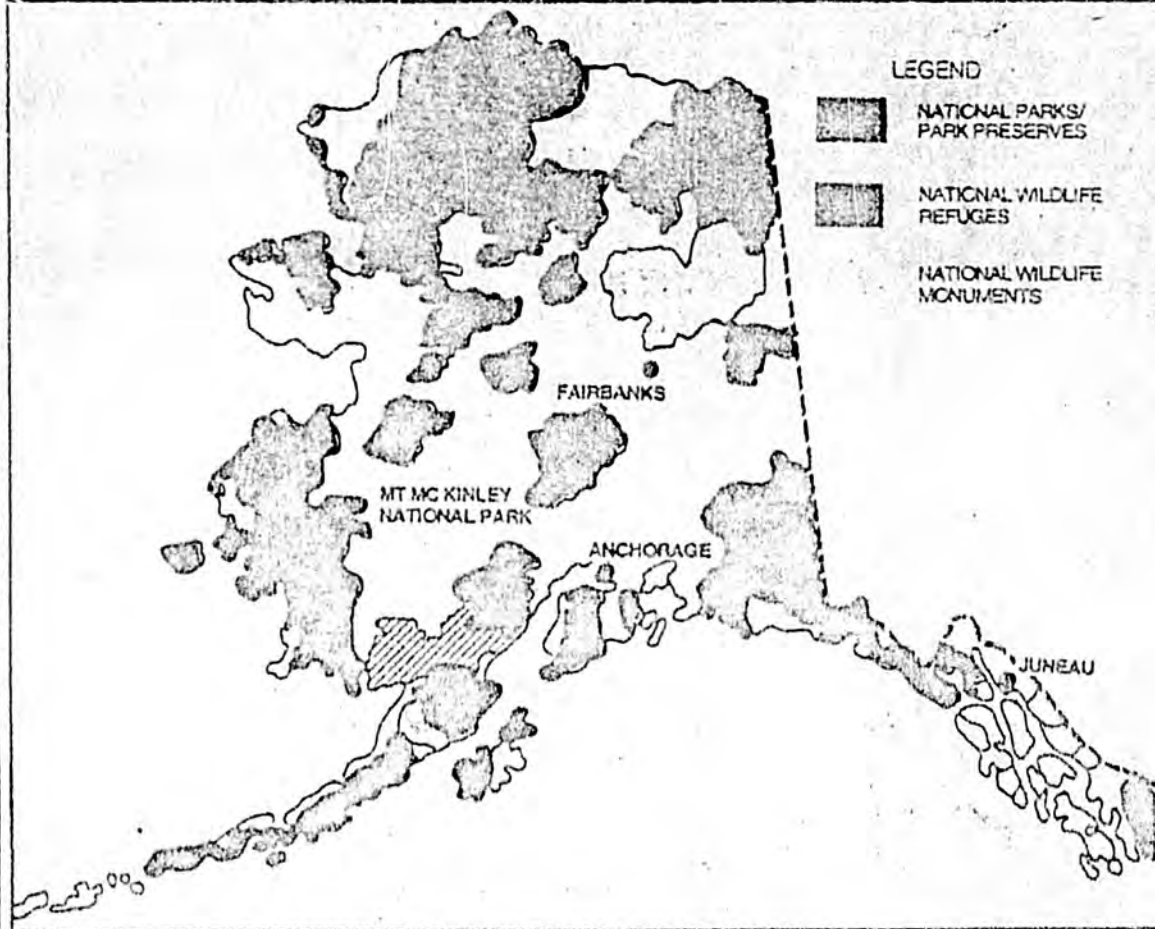 LEGEND
NATIONAL PARKS/
PARK PRESERVES
NATIONAL WILDLIFE
REFUGES
NATIONAL WILDLIFE
MONUMENTS
FAIRBANKS
MT MC KINLEY
NATIONAL PARK
ANCHORAGE
JUNEAU